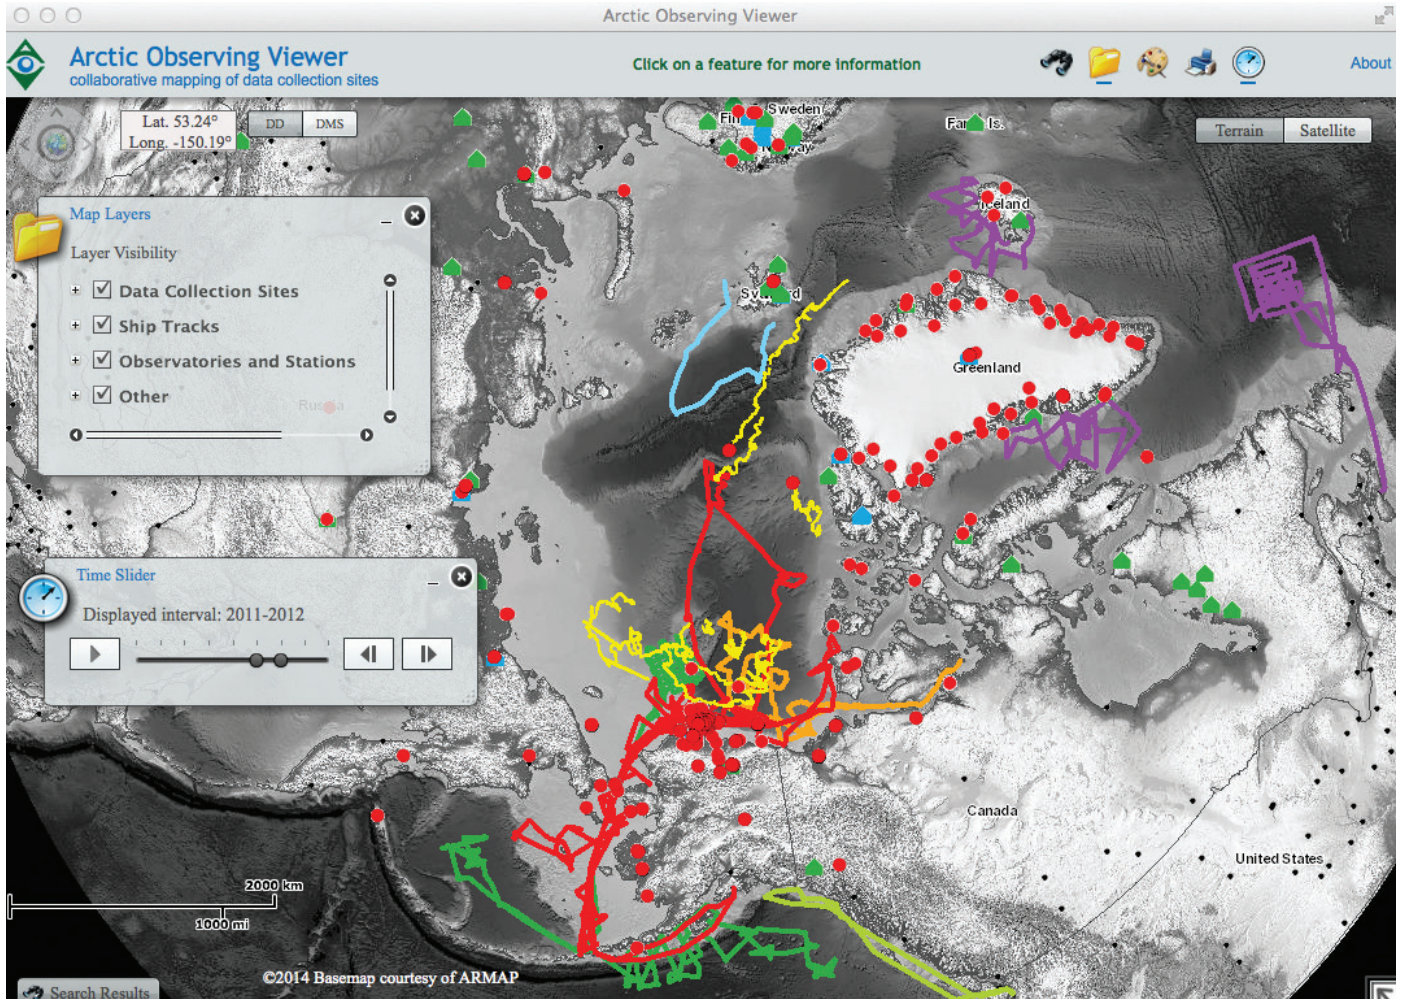 Arctic Observing Viewer
Arctic Observing Viewer
collaborative mapping of data collection sites
Click on a feature for more information
About
Lat. 53.24°
Long. -150.19°
DD
DMS
Sweden
Terrain
Satellite
Map Layers
Iceland
Layer Visibility
Data Collection Sites
Ship Tracks
Observatories and Stations
Greenland
Other
Russia
Time Slider
Displayed interval: 2011-2012
Canada
United States
2000 km
1000 mi
©2014 Basemap courtesy of ARMAP
Search Results